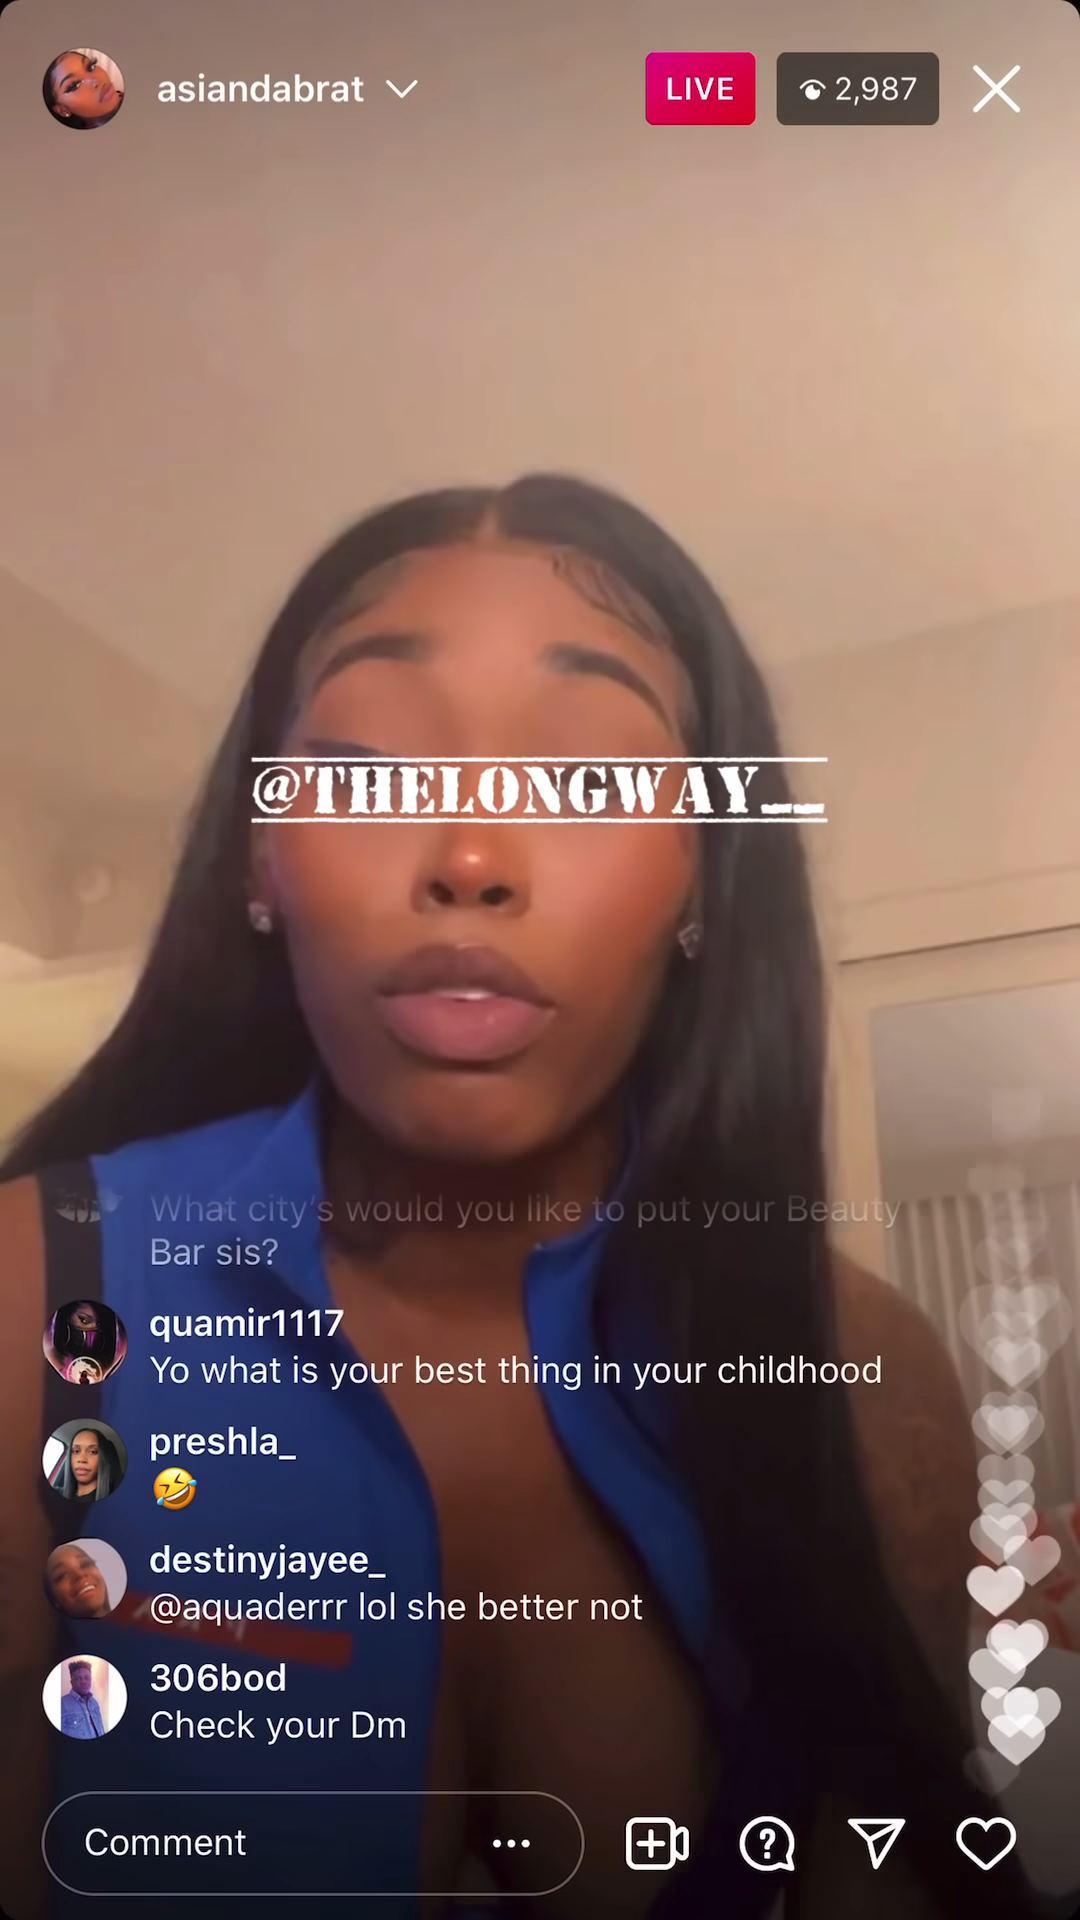 asiandabrat
LIVE
2,987
@THELONGWAY__
What city's would you like to put your Beauty
Bar sis?
quamir1117
Yo what is your best thing in your childhood
preshla_
🤣
destinyjayee_
@aquaderrr lol she better not
306bod
Check your Dm
Comment